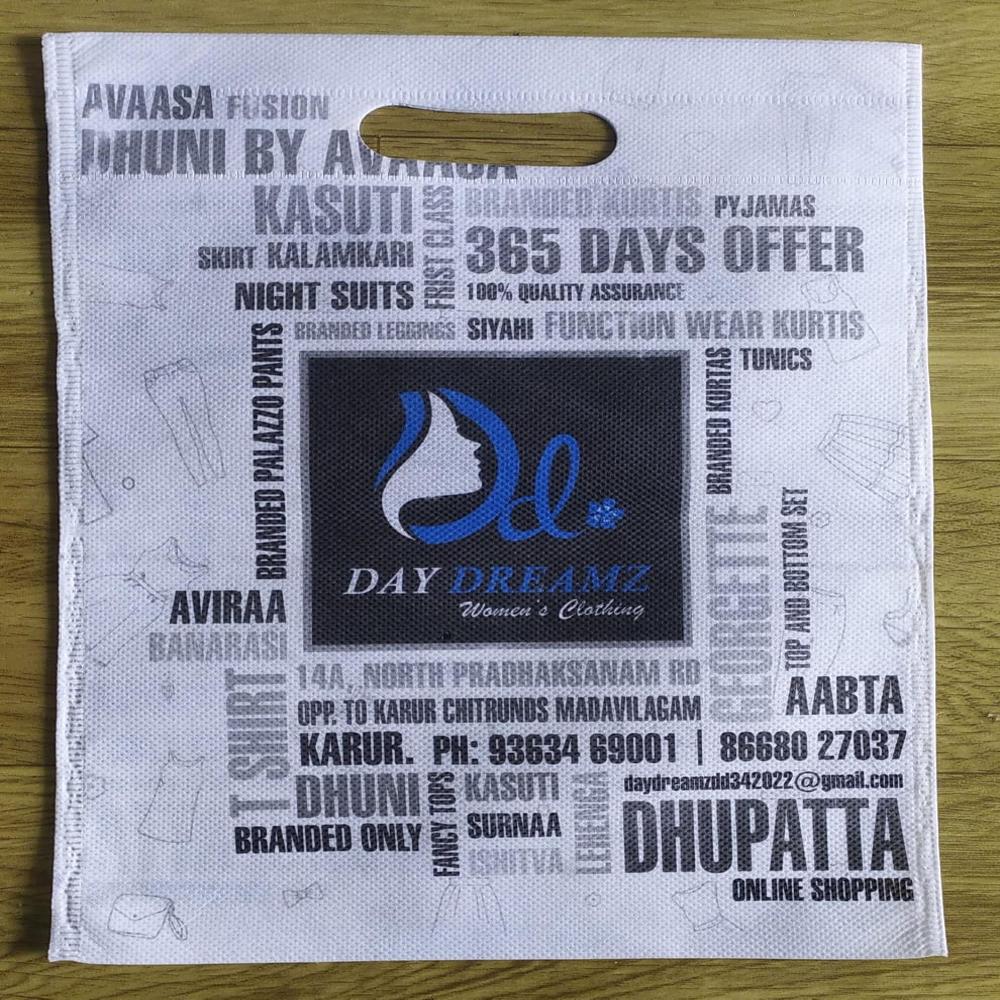 AVAASA FUSION
DHUNI BY AVAASA
KASUTI
FRIST CLASS
BRANDED KURTIS PYJAMAS
SKIRT KALAMKARI
365 DAYS OFFER
NIGHT SUITS
100% QUALITY ASSURANCE
BRANDED LEGGINGS SIYAHI FUNCTION WEAR KURTIS
BRANDED PALAZZO PANTS
BRANDED KURTAS
TUNICS
Dd
DAY DREAMZ
Women's Clothing
GEORGETTE
TOP AND BOTTOM SET
AVIRAA
BANARASI
T SHIRT
14A, NORTH PRADHAKSANAM RD
OPP. TO KARUR CHITRUNDS MADAVILAGAM
AABTA
KARUR. PH: 93634 69001 | 86680 27037
daydreamzdd342022@gmail.com
DHUNI
FANCY TOPS
KASUTI
LEHENGA
DHUPATTA
BRANDED ONLY
SURNAA
ISHITVA
ONLINE SHOPPING